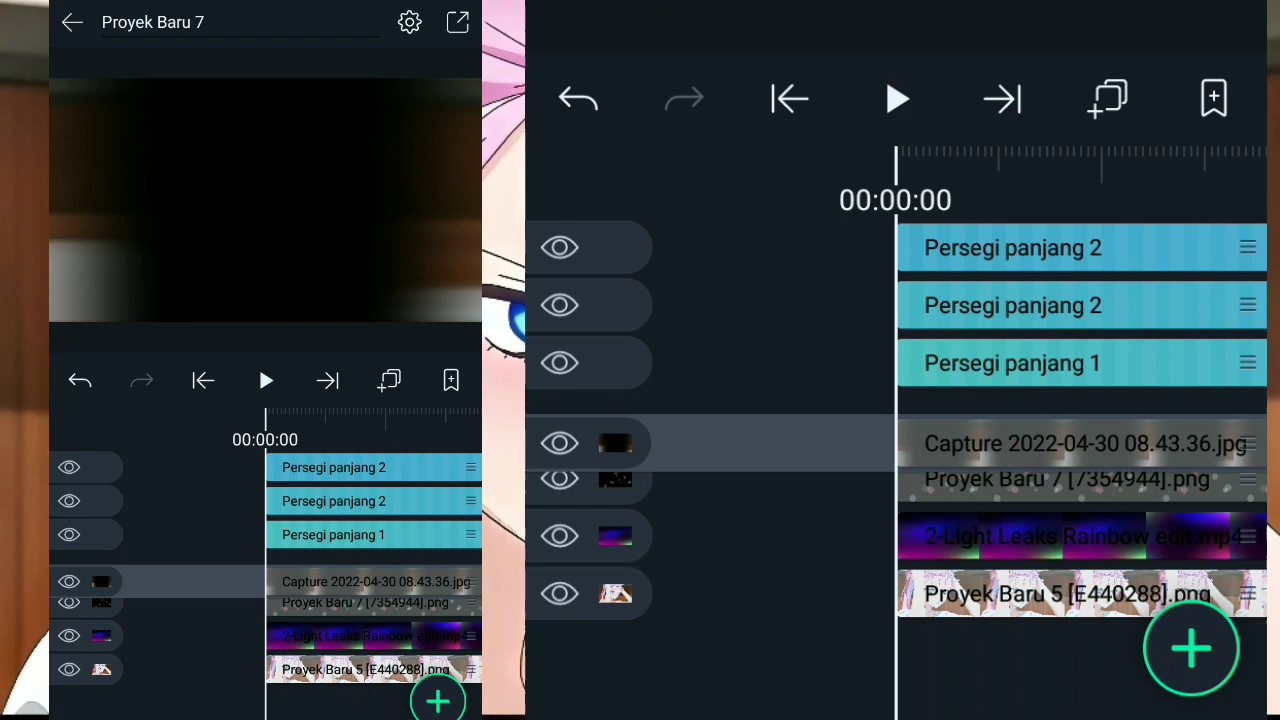 Proyek Baru 7
00:00:00
Persegi panjang 2
Persegi panjang 2
Persegi panjang 1
Capture 2022-04-30 08.43.36.jpg
Proyek Baru 7 [7354944].png
2-Light Leaks Rainbow edit.mp4
Proyek Baru 5 [E440288].png
00:00:00
Persegi panjang 2
Persegi panjang 2
Persegi panjang 1
Capture 2022-04-30 08.43.36.jpg
Proyek Baru 7 [7354944].png
2-Light Leaks Rainbow edit.mp4
Proyek Baru 5 [E440288].png